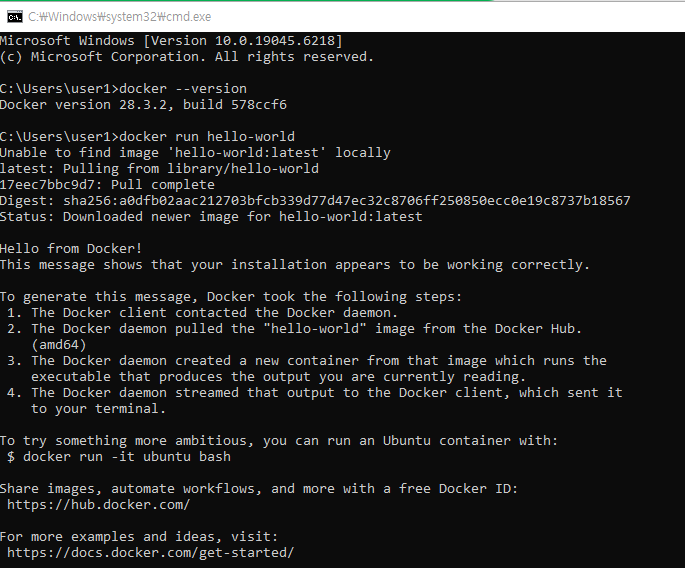 C:₩Windows₩system32₩cmd.exe
Microsoft Windows [Version 10.0.19045.6218]
(c) Microsoft Corporation. All rights reserved.
C:\Users\user1>docker --version
Docker version 28.3.2, build 578ccf6
C:\Users\user1>docker run hello-world
Unable to find image 'hello-world:latest' locally
latest: Pulling from library/hello-world
17eec7bbc9d7: Pull complete
Digest: sha256:a0dfb02aac212703bfcb339d77d47ec32c8706ff250850ecc0e19c8737b18567
Status: Downloaded newer image for hello-world:latest
Hello from Docker!
This message shows that your installation appears to be working correctly.
To generate this message, Docker took the following steps:
1. The Docker client contacted the Docker daemon.
2. The Docker daemon pulled the "hello-world" image from the Docker Hub.
(amd64)
3. The Docker daemon created a new container from that image which runs the
executable that produces the output you are currently reading.
4. The Docker daemon streamed that output to the Docker client, which sent it
to your terminal.
To try something more ambitious, you can run an Ubuntu container with:
$ docker run -it ubuntu bash
Share images, automate workflows, and more with a free Docker ID:
https://hub.docker.com/
For more examples and ideas, visit:
https://docs.docker.com/get-started/